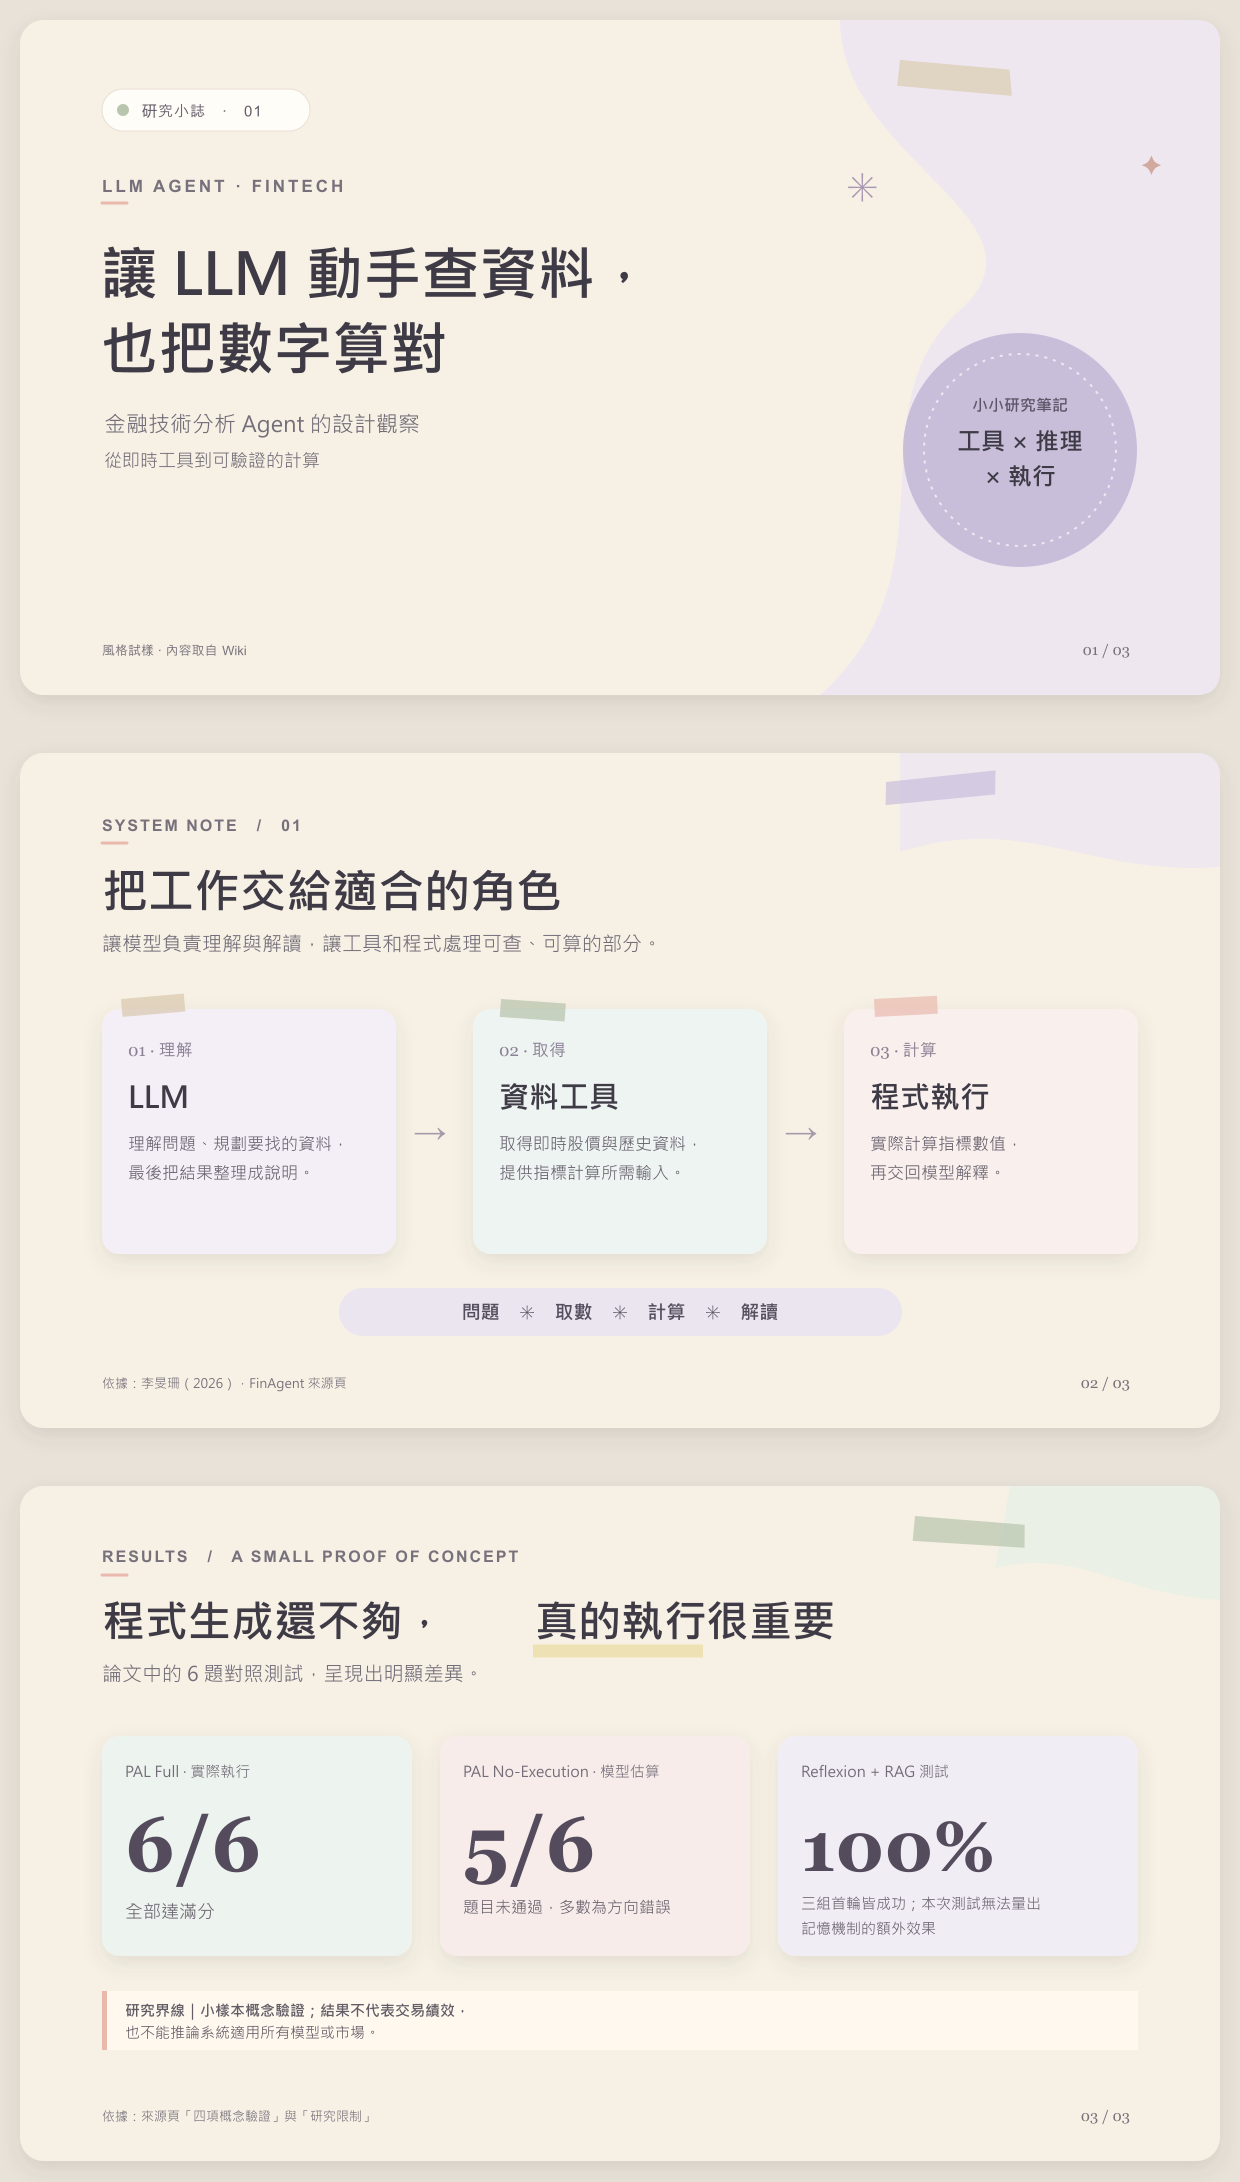 研究小誌 · 01
LLM AGENT · FINTECH
讓 LLM 動手查資料，
也把數字算對
金融技術分析 Agent 的設計觀察
從即時工具到可驗證的計算
小小研究筆記
工具 × 推理
× 執行
風格試樣 · 內容取自 Wiki
01 / 03
SYSTEM NOTE / 01
把工作交給適合的角色
讓模型負責理解與解讀，讓工具和程式處理可查、可算的部分。
01 · 理解
LLM
理解問題、規劃要找的資料，
最後把結果整理成說明。
→
02 · 取得
資料工具
取得即時股價與歷史資料，
提供指標計算所需輸入。
→
03 · 計算
程式執行
實際計算指標數值，
再交回模型解釋。
問題 ✳ 取數 ✳ 計算 ✳ 解讀
依據：李旻珊（2026）· FinAgent 來源頁
02 / 03
RESULTS / A SMALL PROOF OF CONCEPT
程式生成還不夠， 真的執行很重要
論文中的 6 題對照測試，呈現出明顯差異。
PAL Full · 實際執行
6/6
全部達滿分
PAL No-Execution · 模型估算
5/6
題目未通過，多數為方向錯誤
Reflexion + RAG 測試
100%
三組首輪皆成功；本次測試無法量出
記憶機制的額外效果
研究界線｜小樣本概念驗證；結果不代表交易績效，
也不能推論系統適用所有模型或市場。
依據：來源頁「四項概念驗證」與「研究限制」
03 / 03